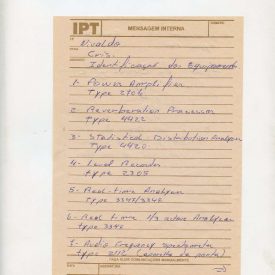 IPT
MENSAGEM INTERNA
Nivaldo
Cris.
Identificação dos Equipamentos
1- Power Amplifier
Type 2706
2- Reverberation Processor
Type 4422
3- Statistical Distribution Analyzer
Type 4420
4- Level Recorder
Type 2305
5- Real-time Analyzer
Type 3347/3348
6- Real time 1/3 octave Analyzer
Type 3348
7- Audio Frequency Spectrometer
type 2112